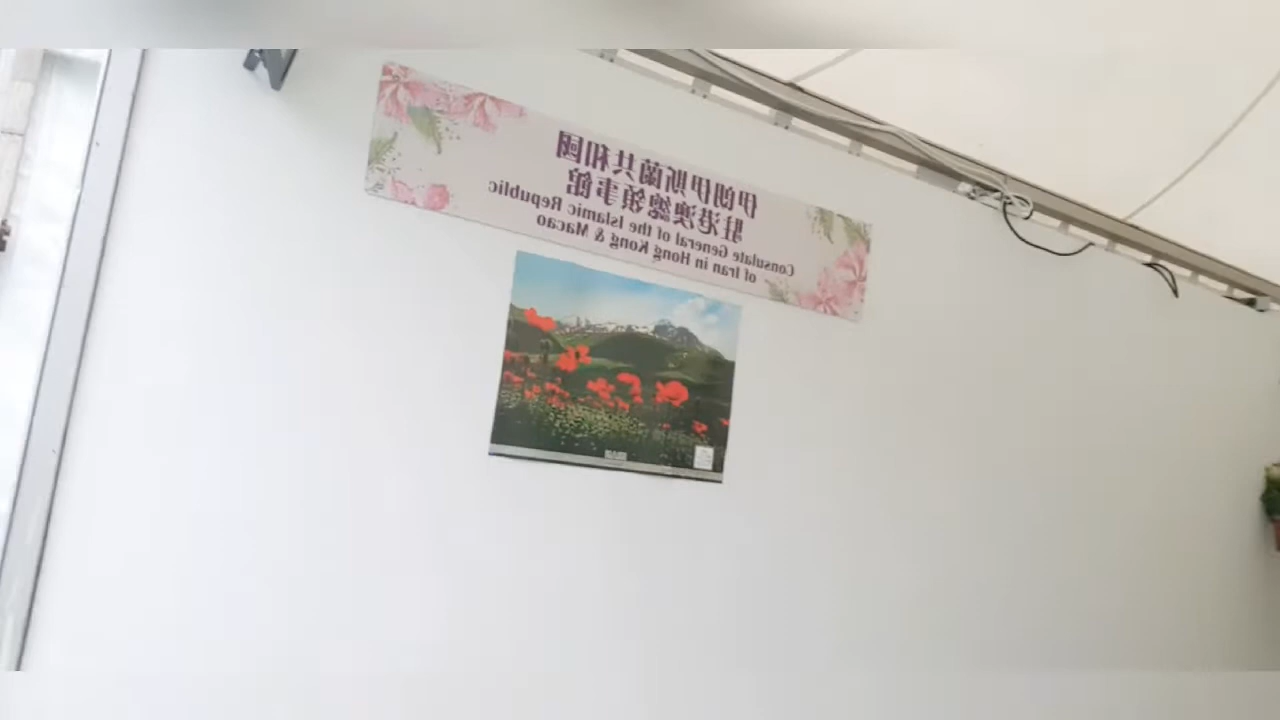 伊朗伊斯蘭共和國
駐港澳總領事館
Consulate General of the Islamic Republic
of Iran in Hong Kong & Macao